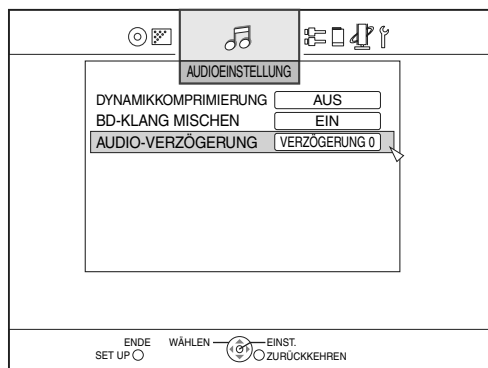 AUDIOEINSTELLUNG
DYNAMIKKOMPRIMIERUNG AUS
BD-KLANG MISCHEN EIN
AUDIO-VERZÖGERUNG VERZÖGERUNG 0
ENDE WÄHLEN EINST.
SET UP ZURÜCKKEHREN